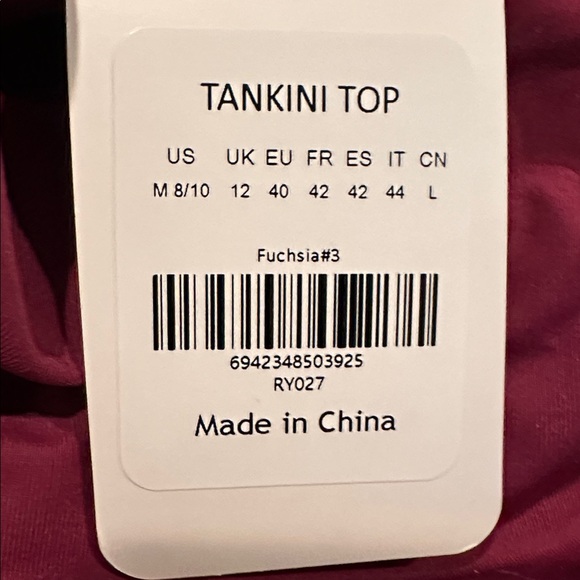 TANKINI TOP
US UK EU FR ES IT CN
M 8/10 12 40 42 42 44 L
Fuchsia#3
6942348503925
RY027
Made in China